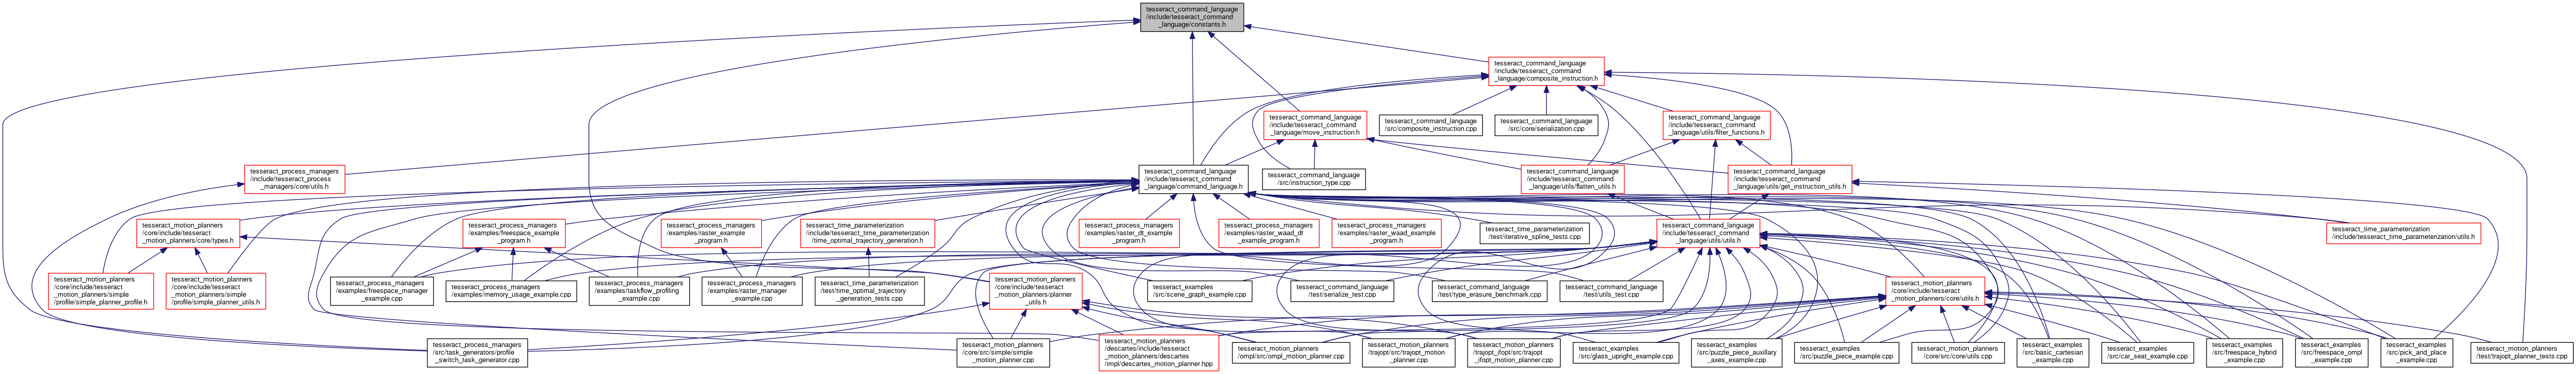 tesseract_command_language
/include/tesseract_command
_language/constants.h
tesseract_command_language
/include/tesseract_command
_language/composite_instruction.h
tesseract_command_language
/include/tesseract_command
_language/move_instruction.h
tesseract_command_language
/src/composite_instruction.cpp
tesseract_command_language
/src/core/serialization.cpp
tesseract_command_language
/include/tesseract_command
_language/utils/filter_functions.h
tesseract_process_managers
/include/tesseract_process
_managers/core/utils.h
tesseract_command_language
/include/tesseract_command
_language/command_language.h
tesseract_command_language
/src/instruction_type.cpp
tesseract_command_language
/include/tesseract_command
_language/utils/flatten_utils.h
tesseract_command_language
/include/tesseract_command
_language/utils/get_instruction_utils.h
tesseract_motion_planners
/core/include/tesseract
_motion_planners/core/types.h
tesseract_process_managers
/examples/freespace_example
_program.h
tesseract_process_managers
/examples/raster_example
_program.h
tesseract_time_parameterization
/include/tesseract_time_parameterization
/time_optimal_trajectory_generation.h
tesseract_process_managers
/examples/raster_dt_example
_program.h
tesseract_process_managers
/examples/raster_waad_dt
_example_program.h
tesseract_process_managers
/examples/raster_waad_example
_program.h
tesseract_time_parameterization
/test/iterative_spline_tests.cpp
tesseract_command_language
/include/tesseract_command
_language/utils/utils.h
tesseract_time_parameterization
/include/tesseract_time_parameterization/utils.h
tesseract_motion_planners
/core/include/tesseract
_motion_planners/simple
/profile/simple_planner_profile.h
tesseract_motion_planners
/core/include/tesseract
_motion_planners/simple
/profile/simple_planner_utils.h
tesseract_process_managers
/examples/freespace_manager
_example.cpp
tesseract_process_managers
/examples/memory_usage_example.cpp
tesseract_process_managers
/examples/taskflow_profiling
_example.cpp
tesseract_process_managers
/examples/raster_manager
_example.cpp
tesseract_time_parameterization
/test/time_optimal_trajectory
_generation_tests.cpp
tesseract_motion_planners
/core/include/tesseract
_motion_planners/planner
_utils.h
tesseract_examples
/src/scene_graph_example.cpp
tesseract_command_language
/test/serialize_test.cpp
tesseract_command_language
/test/type_erasure_benchmark.cpp
tesseract_command_language
/test/utils_test.cpp
tesseract_motion_planners
/core/include/tesseract
_motion_planners/core/utils.h
tesseract_process_managers
/src/task_generators/profile
_switch_task_generator.cpp
tesseract_motion_planners
/core/src/simple/simple
_motion_planner.cpp
tesseract_motion_planners
/descartes/include/tesseract
_motion_planners/descartes
/impl/descartes_motion_planner.hpp
tesseract_motion_planners
/ompl/src/ompl_motion_planner.cpp
tesseract_motion_planners
/trajopt/src/trajopt_motion
_planner.cpp
tesseract_motion_planners
/trajopt_ifopt/src/trajopt
_ifopt_motion_planner.cpp
tesseract_examples
/src/glass_upright_example.cpp
tesseract_examples
/src/puzzle_piece_auxillary
_axes_example.cpp
tesseract_examples
/src/puzzle_piece_example.cpp
tesseract_motion_planners
/core/src/core/utils.cpp
tesseract_examples
/src/basic_cartesian
_example.cpp
tesseract_examples
/src/car_seat_example.cpp
tesseract_examples
/src/freespace_hybrid
_example.cpp
tesseract_examples
/src/freespace_ompl
_example.cpp
tesseract_examples
/src/pick_and_place
_example.cpp
tesseract_motion_planners
/test/trajopt_planner_tests.cpp